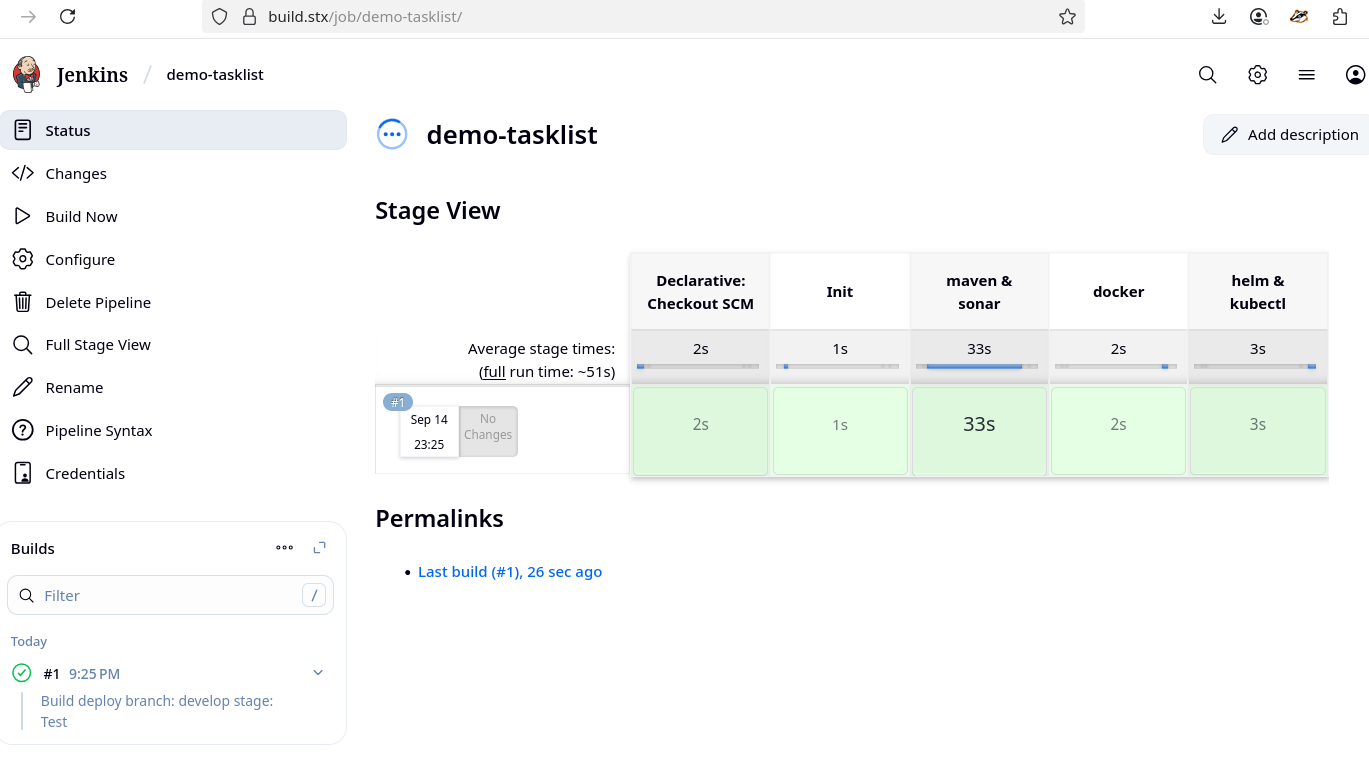 build.stx/job/demo-tasklist/
Jenkins / demo-tasklist
Status
Changes
Build Now
Configure
Delete Pipeline
Full Stage View
Rename
Pipeline Syntax
Credentials
Builds
Filter /
Today
#1 9:25 PM
Build deploy branch: develop stage:
Test
demo-tasklist
Add description
Stage View
Declarative:
Checkout SCM
Init
maven &
sonar
docker
helm &
kubectl
Average stage times:
(full run time: ~51s)
2s 1s 33s 2s 3s
#1
Sep 14
23:25
No
Changes
2s 1s 33s 2s 3s
Permalinks
Last build (#1), 26 sec ago